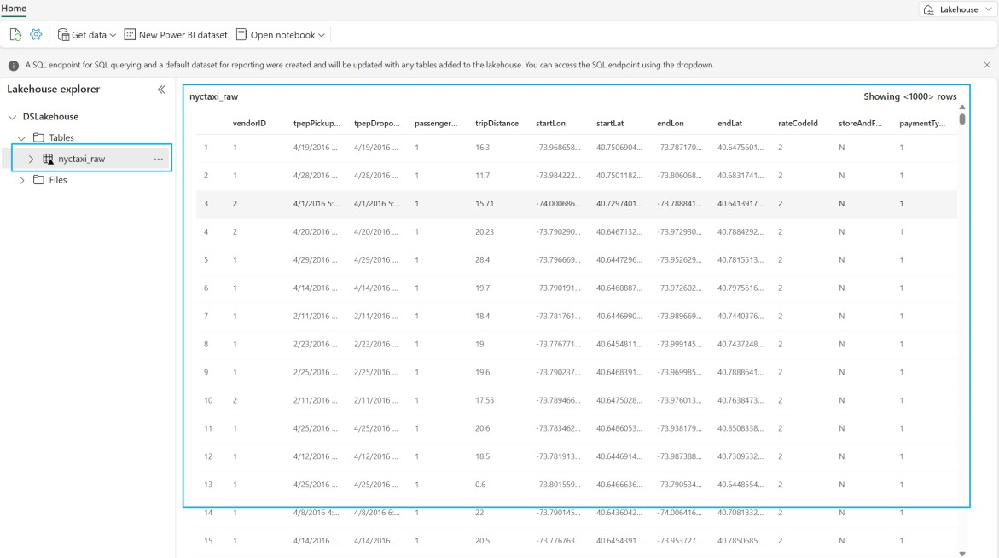 Home
Lakehouse
Get data New Power BI dataset Open notebook
A SQL endpoint for SQL querying and a default dataset for reporting were created and will be updated with any tables added to the lakehouse. You can access the SQL endpoint using the dropdown.
Lakehouse explorer
DSLakehouse
Tables
nyctaxi_raw ...
Files
nyctaxi_raw Showing <1000> rows
vendorID tpepPickup... tpepDropo... passenger... tripDistance startLon startLat endLon endLat rateCodeId storeAndF... paymentTy...
1 1 4/19/2016 ... 4/19/2016 ... 1 16.3 -73.968658... 40.7506904... -73.787170... 40.6475601... 2 N 1
2 1 4/28/2016 ... 4/28/2016 ... 1 11.7 -73.984222... 40.7501182... -73.806068... 40.6831741... 2 N 1
3 2 4/1/2016 5:... 4/1/2016 5:... 1 15.71 -74.000686... 40.7297401... -73.788841... 40.6413917... 2 N 1
4 2 4/20/2016 ... 4/20/2016 ... 1 20.23 -73.790290... 40.6467132... -73.972930... 40.7884292... 2 N 1
5 1 4/29/2016 ... 4/29/2016 ... 1 28.4 -73.796669... 40.6447296... -73.952629... 40.7815513... 2 N 1
6 1 4/14/2016 ... 4/14/2016 ... 1 19.7 -73.790191... 40.6468887... -73.972602... 40.7975616... 2 N 1
7 1 2/11/2016 ... 2/11/2016 ... 1 18.4 -73.781761... 40.6446990... -73.989669... 40.7440376... 2 N 1
8 1 2/23/2016 ... 2/23/2016 ... 1 19 -73.776771... 40.6454811... -73.999145... 40.7437248... 2 N 1
9 1 2/25/2016 ... 2/25/2016 ... 1 19.6 -73.790237... 40.6468391... -73.969985... 40.7888641... 2 N 1
10 2 2/11/2016 ... 2/11/2016 ... 1 17.55 -73.789466... 40.6475028... -73.976013... 40.7638473... 2 N 1
11 1 4/25/2016 ... 4/25/2016 ... 1 20.6 -73.783462... 40.6486053... -73.938179... 40.8508338... 2 N 1
12 1 4/12/2016 ... 4/12/2016 ... 1 18.5 -73.781913... 40.6446914... -73.987388... 40.7309532... 2 N 1
13 1 4/25/2016 ... 4/25/2016 ... 1 0.6 -73.801559... 40.6466636... -73.790534... 40.6448554... 2 N 1
14 1 4/8/2016 4:... 4/8/2016 6:... 1 22 -73.790145... 40.6436042... -74.006416... 40.7081832... 2 N 1
15 1 4/14/2016 ... 4/14/2016 ... 1 20.5 -73.776763... 40.6454391... -73.953727... 40.7850685... 2 N 1